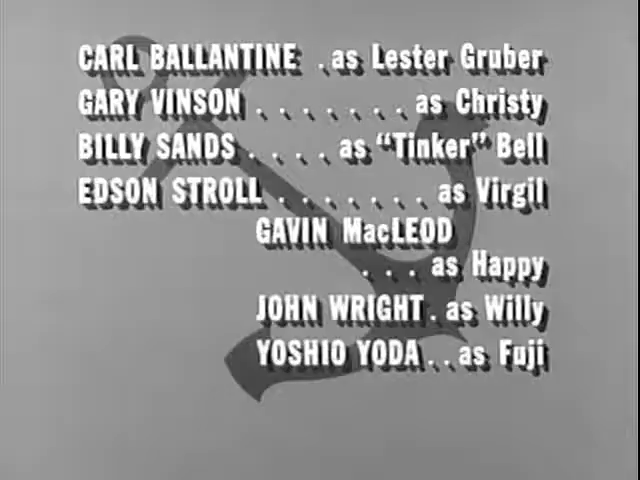 CARL BALLANTINE . as Lester Gruber
GARY VINSON . . . . . . . as Christy
BILLY SANDS . . . . as "Tinker" Bell
EDSON STROLL . . . . . . . as Virgil
GAVIN MacLEOD
. . . as Happy
JOHN WRIGHT . as Willy
YOSHIO YODA . . as Fuji